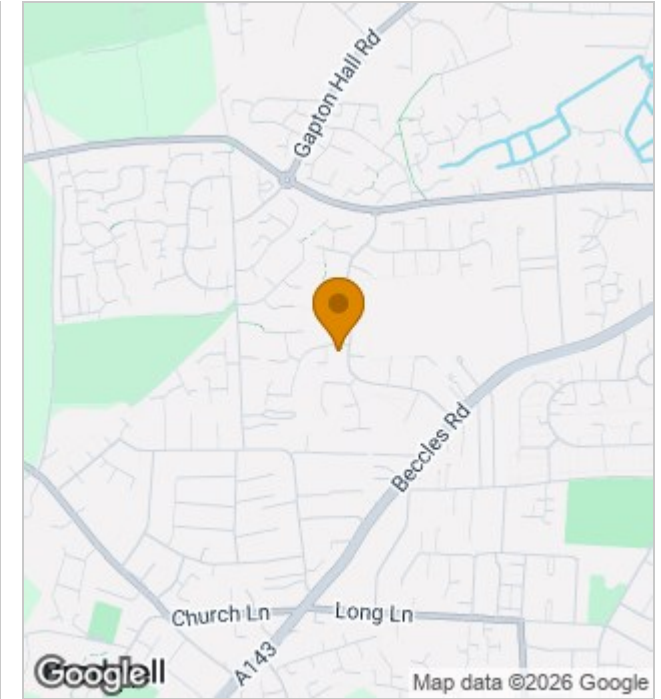 Gapton Hall Rd
Beccles Rd
Church Ln
Long Ln
A143
Google
Map data ©2026 Google